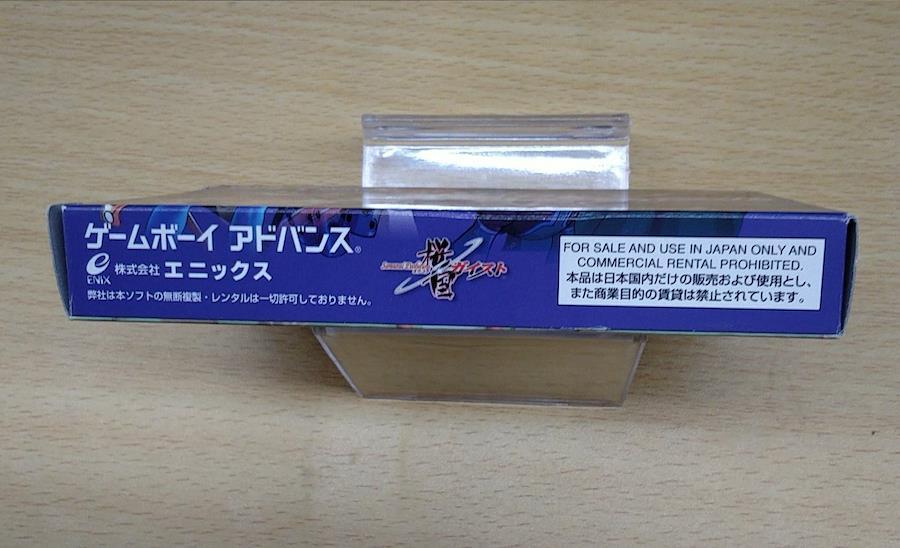 ゲームボーイ アドバンス®
e
ENIX
株式会社 エニックス
弊社は本ソフトの無断複製・レンタルは一切許可しておりません。
桜国ガイスト
FOR SALE AND USE IN JAPAN ONLY AND
COMMERCIAL RENTAL PROHIBITED.
本品は日本国内だけの販売および使用とし、
また商業目的の賃貸は禁止されています。